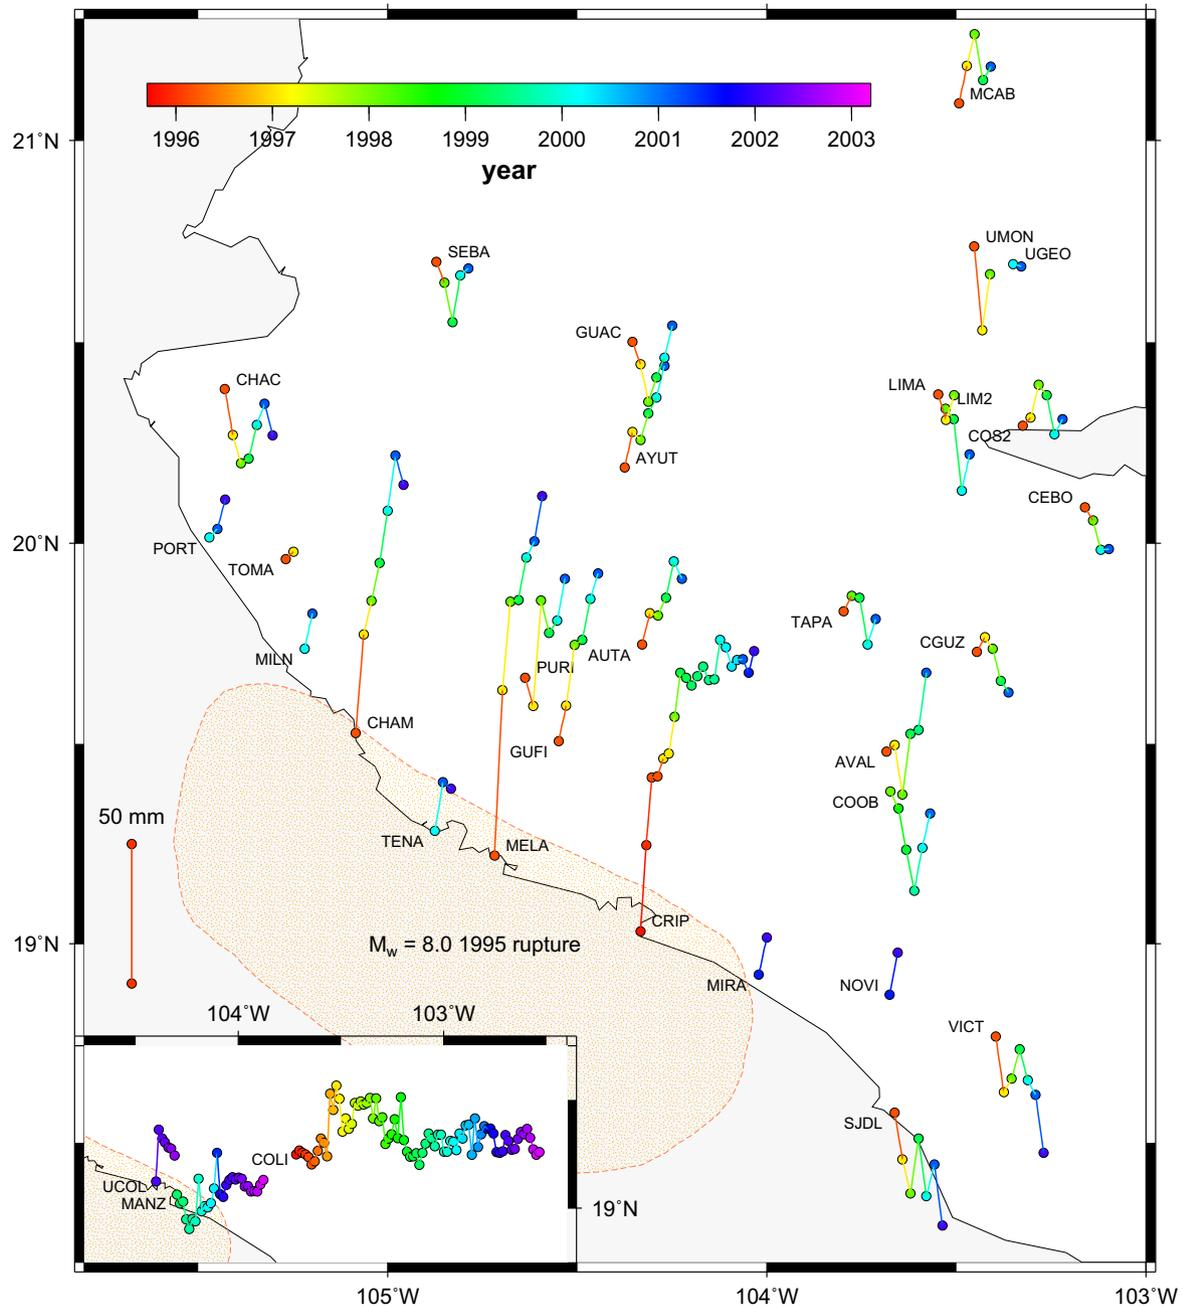 MCAB
1996 1997 1998 1999 2000 2001 2002 2003
21˚N
year
UMON
SEBA
UGEO
GUAC
CHAC
LIMA
LIM2
COS2
AYUT
CEBO
PORT
20˚N
TOMA
TAPA
CGUZ
MILN
AUTA
PURI
CHAM
GUFI
AVAL
COOB
50 mm
TENA
MELA
CRIP
19˚N
Mw = 8.0 1995 rupture
MIRA
NOVI
104˚W 103˚W
VICT
SJDL
COLI
UCOL
MANZ
19˚N
105˚W 104˚W 103˚W